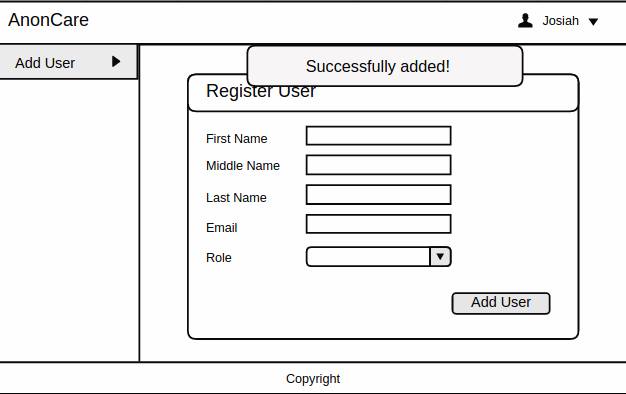 AnonCare
Josiah
Add User
Successfully added!
Register User
First Name
Middle Name
Last Name
Email
Role
Add User
Copyright